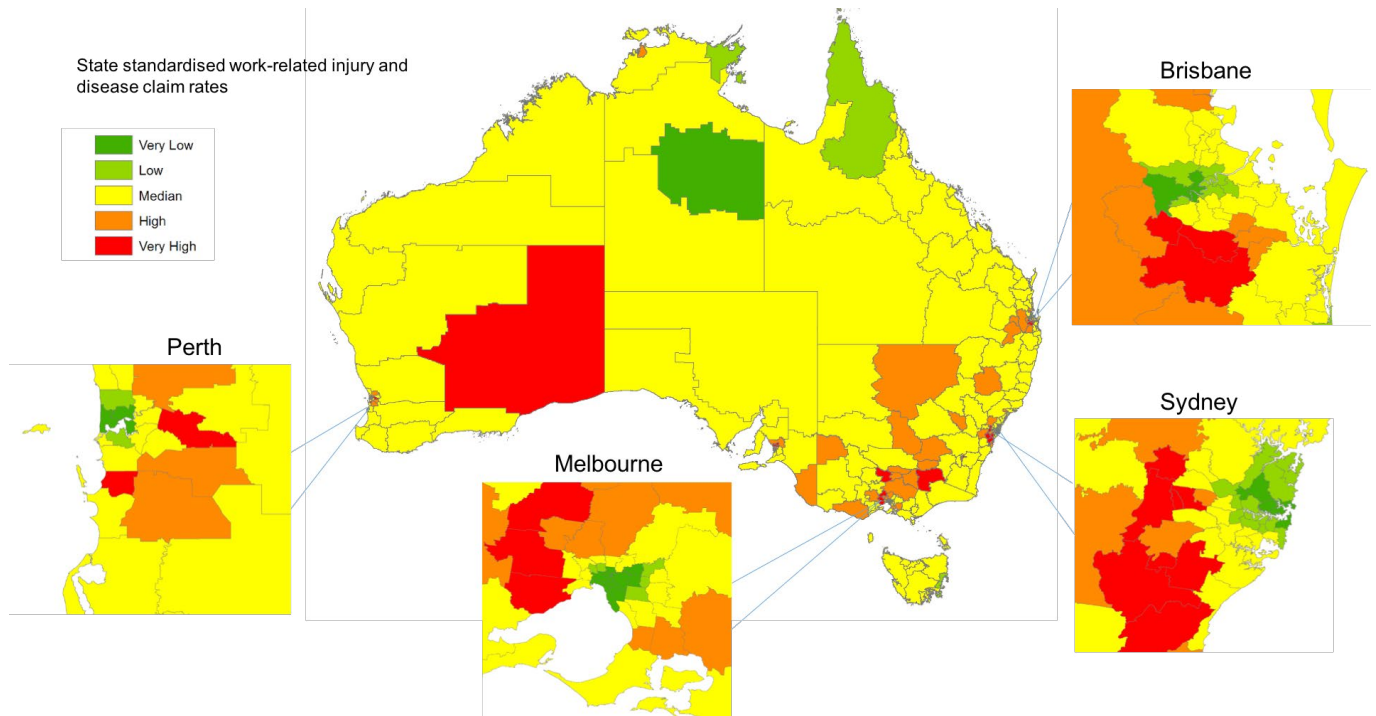 State standardised work-related injury and
disease claim rates
Very Low
Low
Median
High
Very High
Brisbane
Perth
Sydney
Melbourne